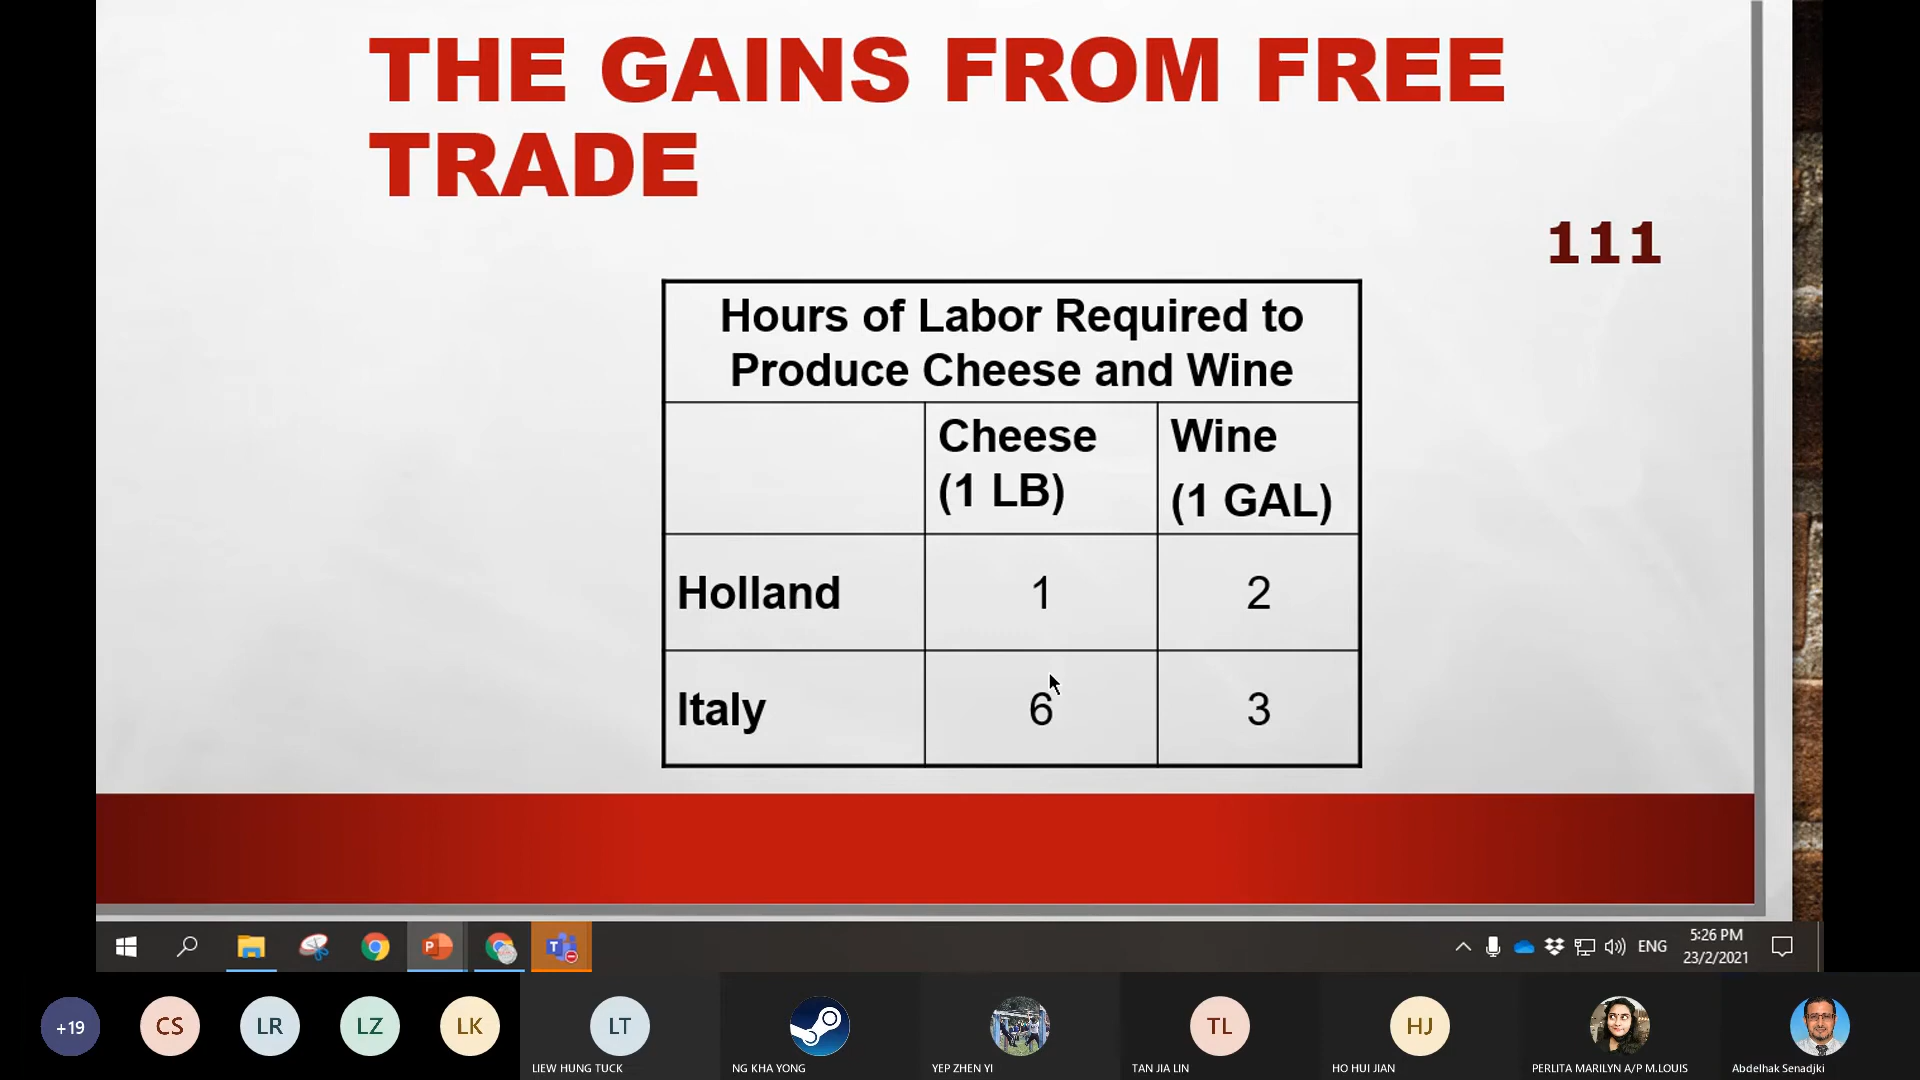 THE GAINS FROM FREE
TRADE
111
Hours of Labor Required to
Produce Cheese and Wine
Cheese
(1 LB)
Wine
(1 GAL)
Holland 1 2
Italy 6 3
ENG
5:26 PM
23/2/2021
+19
CS
LR
LZ
LK
LT
TL
HJ
LIEW HUNG TUCK
NG KHA YONG
YEP ZHEN YI
TAN JIA LIN
HO HUI JIAN
PERLITA MARILYN A/P M.LOUIS
Abdelhak Senadjki